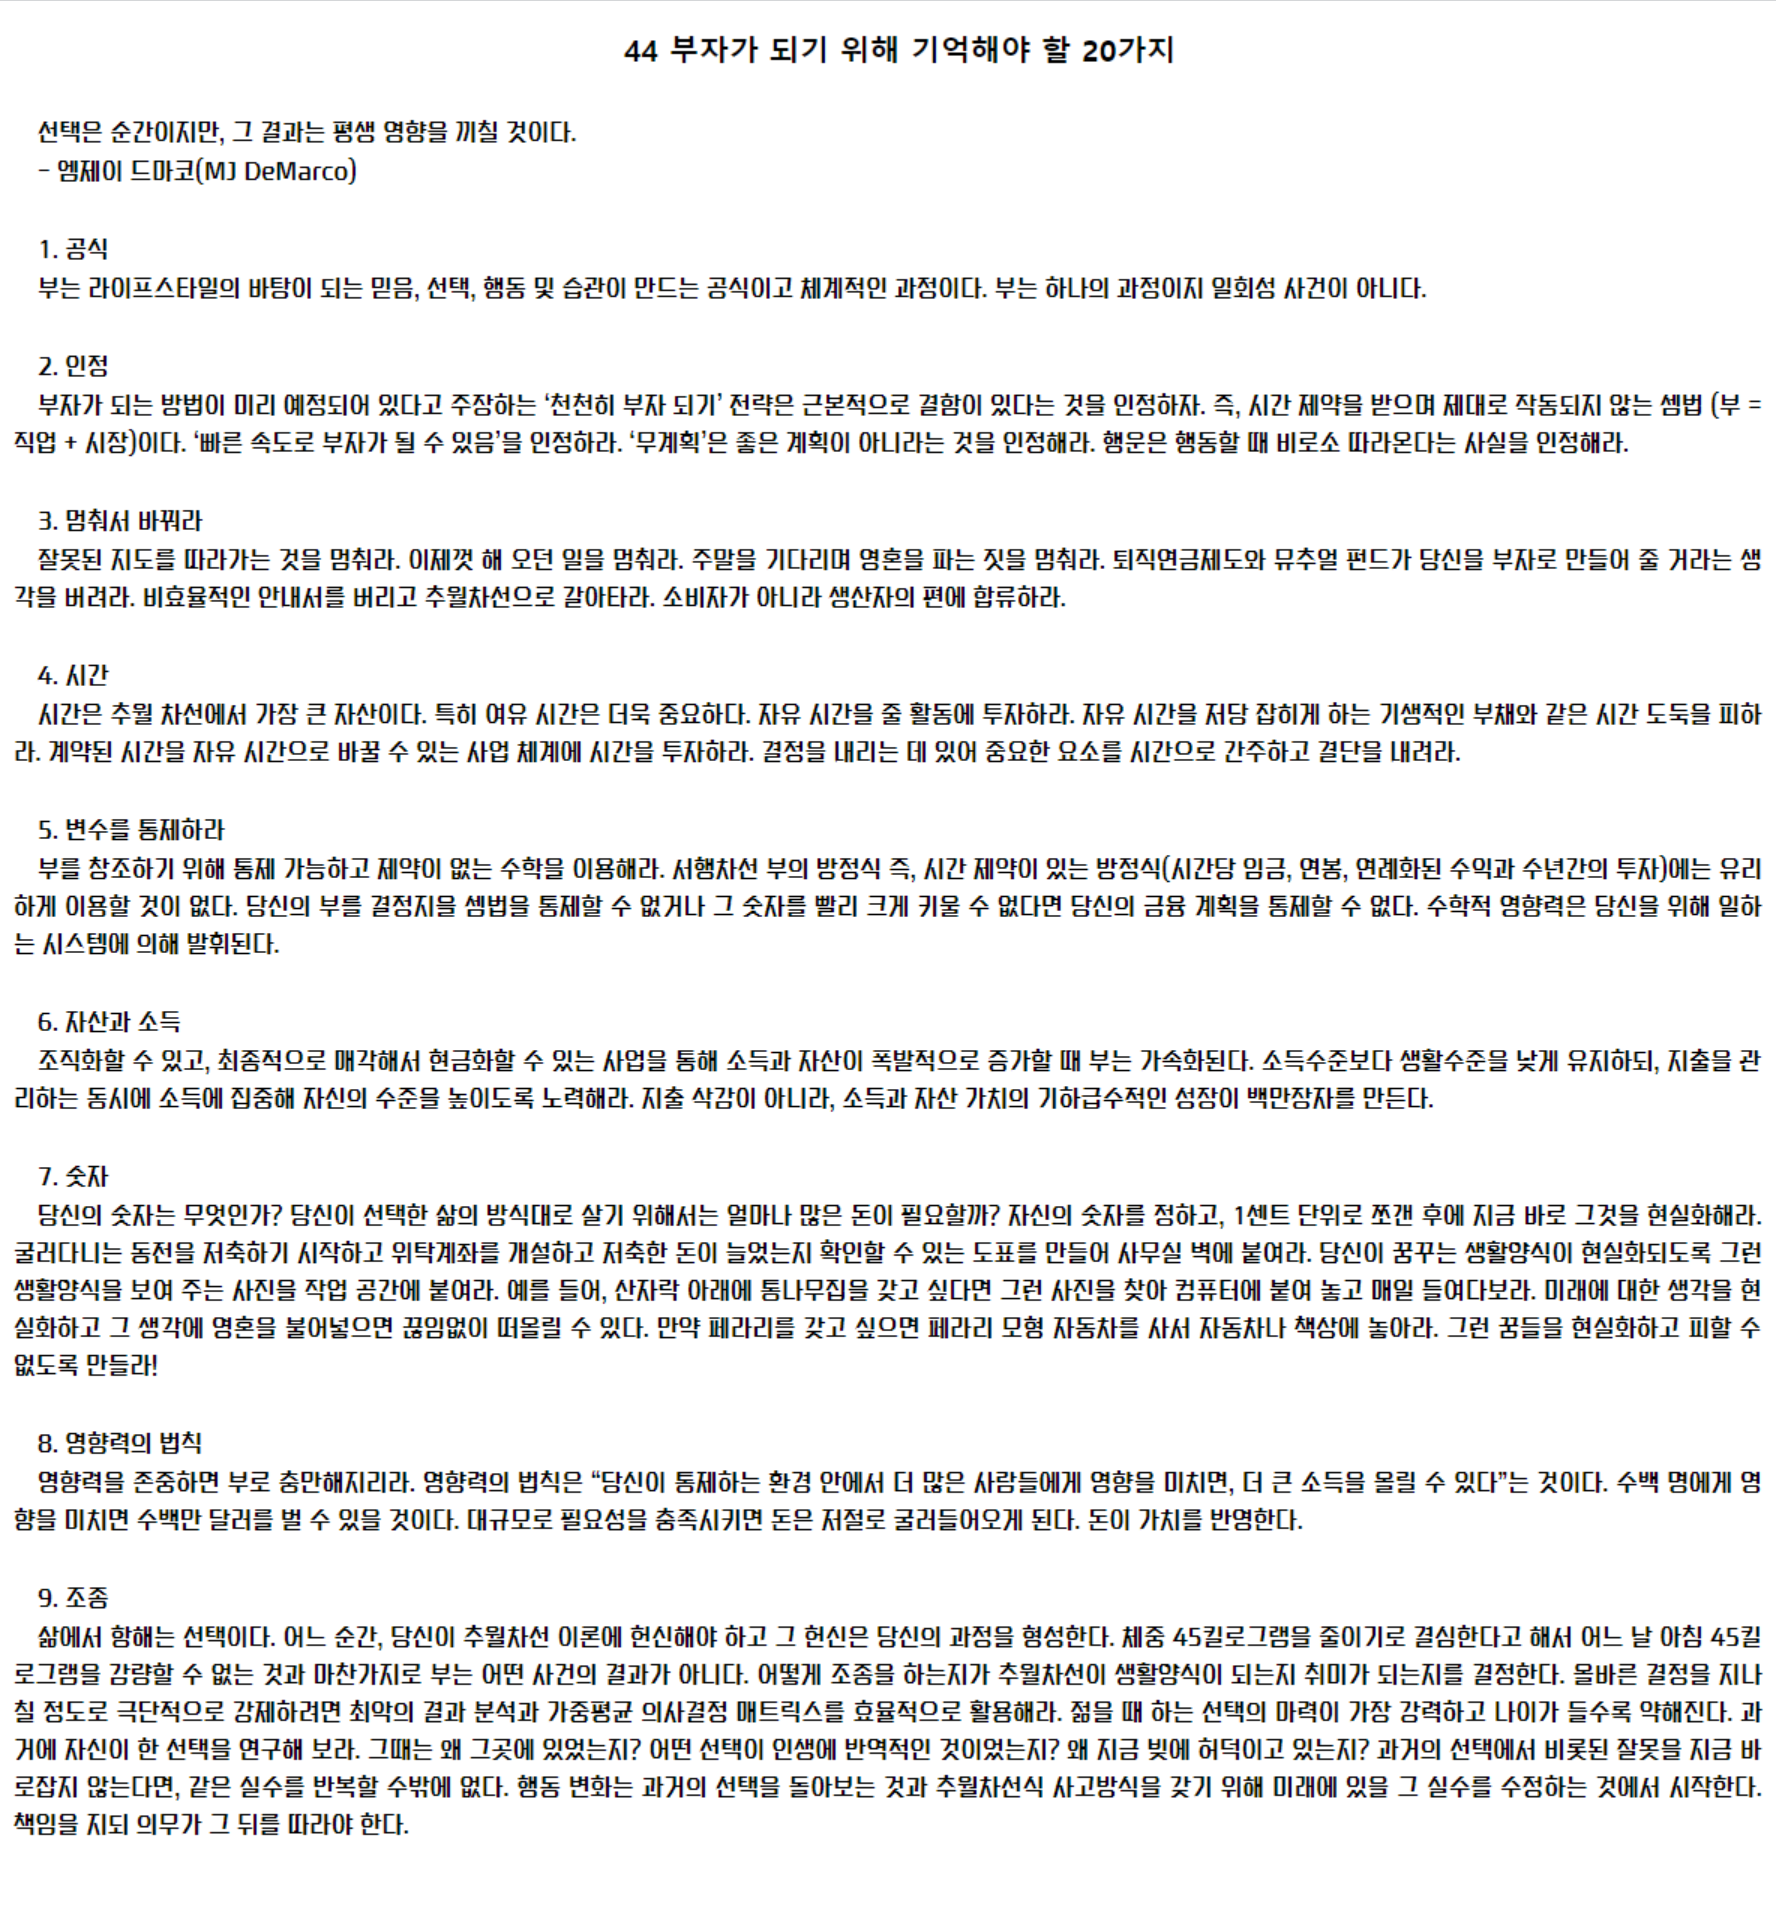 44 부자가 되기 위해 기억해야 할 20가지
선택은 순간이지만, 그 결과는 평생 영향을 끼칠 것이다.
- 엠제이 드마코(MJ DeMarco)
1. 공식
부는 라이프스타일의 바탕이 되는 믿음, 선택, 행동 및 습관이 만드는 공식이고 체계적인 과정이다. 부는 하나의 과정이지 일회성 사건이 아니다.
2. 인정
부자가 되는 방법이 미리 예정되어 있다고 주장하는 ‘천천히 부자 되기’ 전략은 근본적으로 결함이 있다는 것을 인정하자. 즉, 시간 제약을 받으며 제대로 작동되지 않는 셈법 (부 =
직업 + 시장)이다. ‘빠른 속도로 부자가 될 수 있음’을 인정하라. ‘무계획’은 좋은 계획이 아니라는 것을 인정해라. 행운은 행동할 때 비로소 따라온다는 사실을 인정해라.
3. 멈춰서 바꿔라
잘못된 지도를 따라가는 것을 멈춰라. 이제껏 해 오던 일을 멈춰라. 주말을 기다리며 영혼을 파는 짓을 멈춰라. 퇴직연금제도와 뮤추얼 펀드가 당신을 부자로 만들어 줄 거라는 생
각을 버려라. 비효율적인 안내서를 버리고 추월차선으로 갈아타라. 소비자가 아니라 생산자의 편에 합류하라.
4. 시간
시간은 추월 차선에서 가장 큰 자산이다. 특히 여유 시간은 더욱 중요하다. 자유 시간을 줄 활동에 투자하라. 자유 시간을 저당 잡히게 하는 기생적인 부채와 같은 시간 도둑을 피하
라. 계약된 시간을 자유 시간으로 바꿀 수 있는 사업 체계에 시간을 투자하라. 결정을 내리는 데 있어 중요한 요소를 시간으로 간주하고 결단을 내려라.
5. 변수를 통제하라
부를 창조하기 위해 통제 가능하고 제약이 없는 수학을 이용해라. 서행차선 부의 방정식 즉, 시간 제약이 있는 방정식(시간당 임금, 연봉, 연례화된 수익과 수년간의 투자)에는 유리
하게 이용할 것이 없다. 당신의 부를 결정지을 셈법을 통제할 수 없거나 그 숫자를 빨리 크게 키울 수 없다면 당신의 금융 계획을 통제할 수 없다. 수학적 영향력은 당신을 위해 일하
는 시스템에 의해 발휘된다.
6. 자산과 소득
조직화할 수 있고, 최종적으로 매각해서 현금화할 수 있는 사업을 통해 소득과 자산이 폭발적으로 증가할 때 부는 가속화된다. 소득수준보다 생활수준을 낮게 유지하되, 지출을 관
리하는 동시에 소득에 집중해 자신의 수준을 높이도록 노력해라. 지출 삭감이 아니라, 소득과 자산 가치의 기하급수적인 성장이 백만장자를 만든다.
7. 숫자
당신의 숫자는 무엇인가? 당신이 선택한 삶의 방식대로 살기 위해서는 얼마나 많은 돈이 필요할까? 자신의 숫자를 정하고, 1센트 단위로 쪼갠 후에 지금 바로 그것을 현실화해라.
굴러다니는 동전을 저축하기 시작하고 위탁계좌를 개설하고 저축한 돈이 늘었는지 확인할 수 있는 도표를 만들어 사무실 벽에 붙여라. 당신이 꿈꾸는 생활양식이 현실화되도록 그런
생활양식을 보여 주는 사진을 작업 공간에 붙여라. 예를 들어, 산자락 아래에 통나무집을 갖고 싶다면 그런 사진을 찾아 컴퓨터에 붙여 놓고 매일 들여다보라. 미래에 대한 생각을 현
실화하고 그 생각에 영혼을 불어넣으면 끊임없이 떠올릴 수 있다. 만약 페라리를 갖고 싶으면 페라리 모형 자동차를 사서 자동차나 책상에 놓아라. 그런 꿈들을 현실화하고 피할 수
없도록 만들라!
8. 영향력의 법칙
영향력을 존중하면 부로 충만해지리라. 영향력의 법칙은 “당신이 통제하는 환경 안에서 더 많은 사람들에게 영향을 미치면, 더 큰 소득을 올릴 수 있다”는 것이다. 수백 명에게 영
향을 미치면 수백만 달러를 벌 수 있을 것이다. 대규모로 필요성을 충족시키면 돈은 저절로 굴러들어오게 된다. 돈이 가치를 반영한다.
9. 조종
삶에서 항해는 선택이다. 어느 순간, 당신이 추월차선 이론에 헌신해야 하고 그 헌신은 당신의 과정을 형성한다. 체중 45킬로그램을 줄이기로 결심한다고 해서 어느 날 아침 45킬
로그램을 감량할 수 없는 것과 마찬가지로 부는 어떤 사건의 결과가 아니다. 어떻게 조종을 하는지가 추월차선이 생활양식이 되는지 취미가 되는지를 결정한다. 올바른 결정을 지나
칠 정도로 극단적으로 강제하려면 최악의 결과 분석과 가중평균 의사결정 매트릭스를 효율적으로 활용해라. 젊을 때 하는 선택의 마력이 가장 강력하고 나이가 들수록 약해진다. 과
거에 자신이 한 선택을 연구해 보라. 그때는 왜 그곳에 있었는지? 어떤 선택이 인생에 반역적인 것이었는지? 왜 지금 빚에 허덕이고 있는지? 과거의 선택에서 비롯된 잘못을 지금 바
로잡지 않는다면, 같은 실수를 반복할 수밖에 없다. 행동 변화는 과거의 선택을 돌아보는 것과 추월차선식 사고방식을 갖기 위해 미래에 있을 그 실수를 수정하는 것에서 시작한다.
책임을 지되 의무가 그 뒤를 따라야 한다.